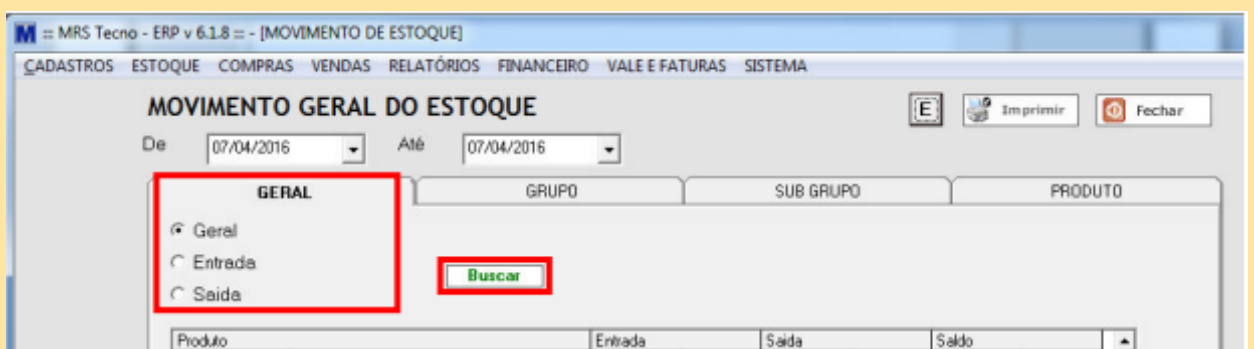 M :: MRS Tecno - ERP v 6.1.8 :: - [MOVIMENTO DE ESTOQUE]
CADASTROS ESTOQUE COMPRAS VENDAS RELATÓRIOS FINANCEIRO VALE E FATURAS SISTEMA
MOVIMENTO GERAL DO ESTOQUE E Imprimir Fechar
De 07/04/2016 Até 07/04/2016
GERAL GRUPO SUB GRUPO PRODUTO
Geral
Entrada
Buscar
Saida
Produto Entrada Saida Saldo